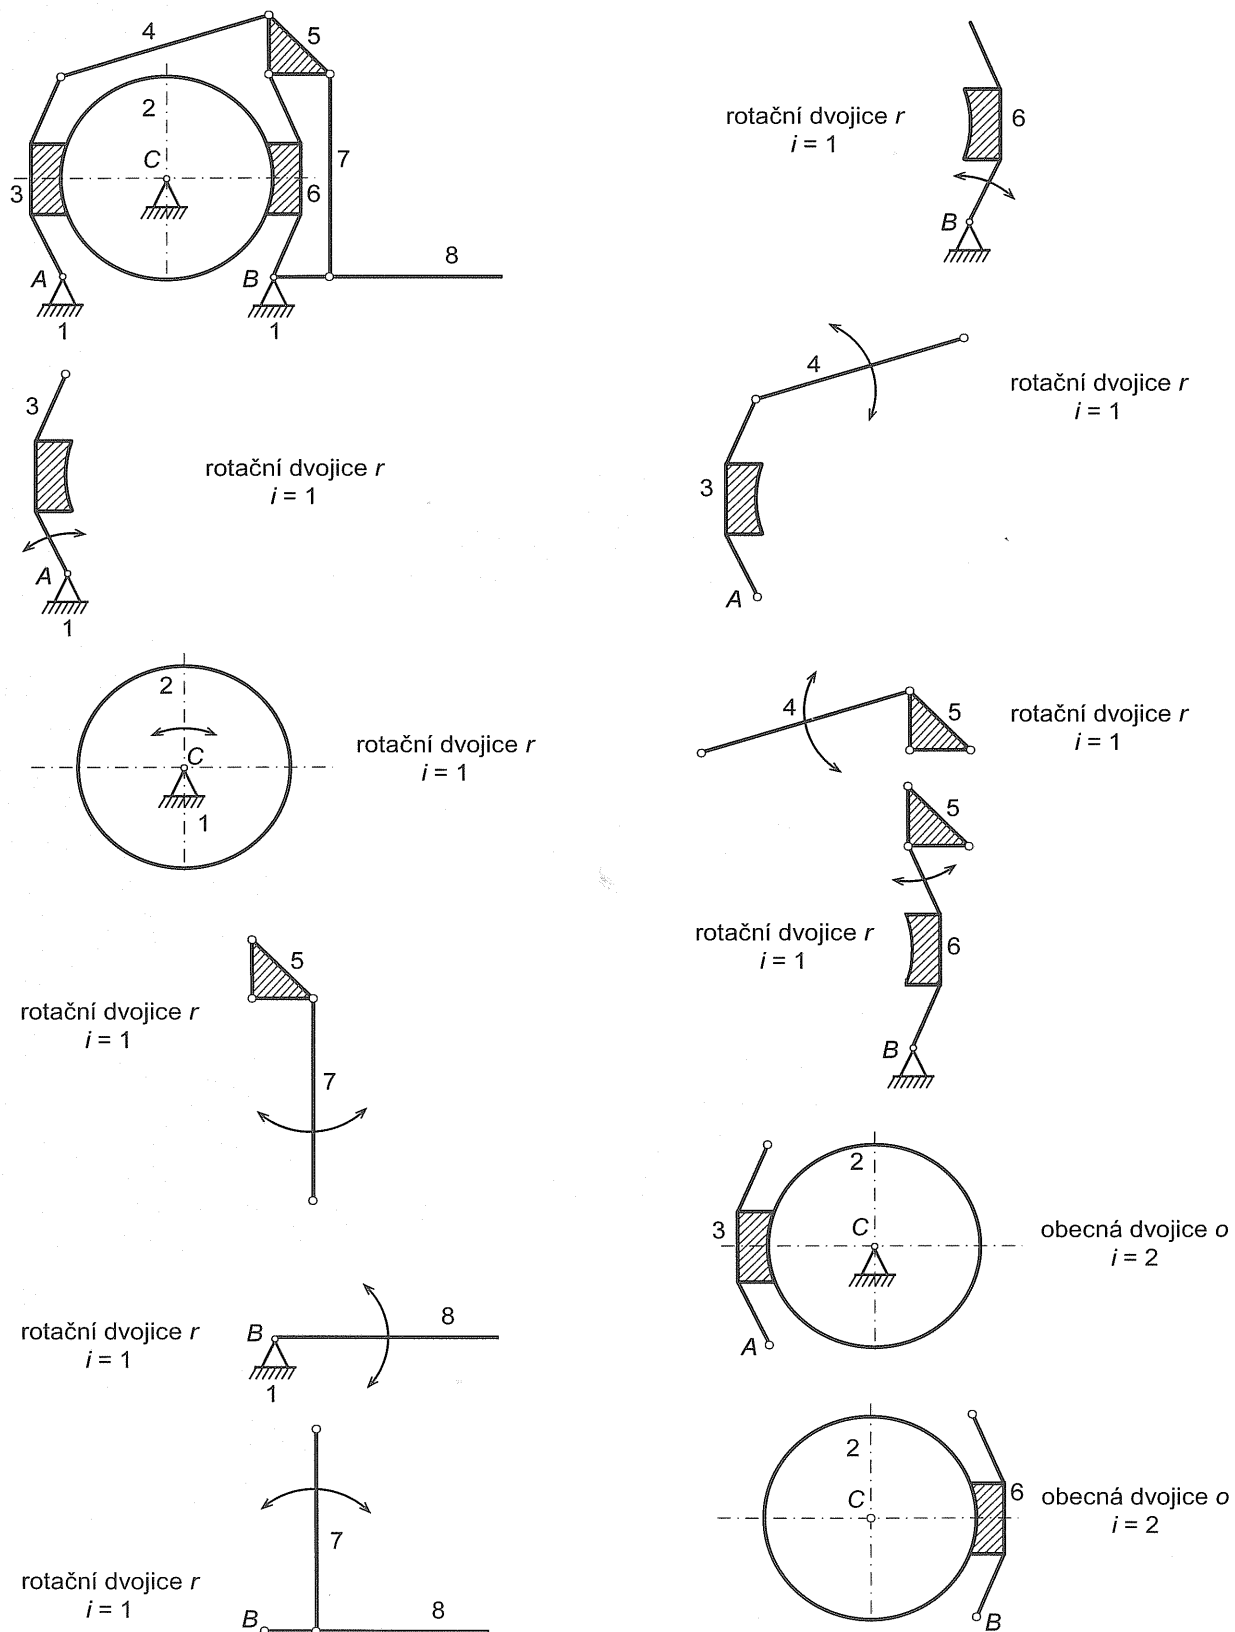 4
5
2
C
7
3
6
A
B
8
1
1
rotační dvojice r
i = 1
6
B
3
rotační dvojice r
i = 1
A
1
4
rotační dvojice r
i = 1
3
A
2
C
1
rotační dvojice r
i = 1
4
5
rotační dvojice r
i = 1
5
rotační dvojice r
i = 1
6
B
5
rotační dvojice r
i = 1
7
2
3
C
A
obecná dvojice o
i = 2
rotační dvojice r
i = 1
B
8
1
2
C
6
B
obecná dvojice o
i = 2
7
rotační dvojice r
i = 1
B
8